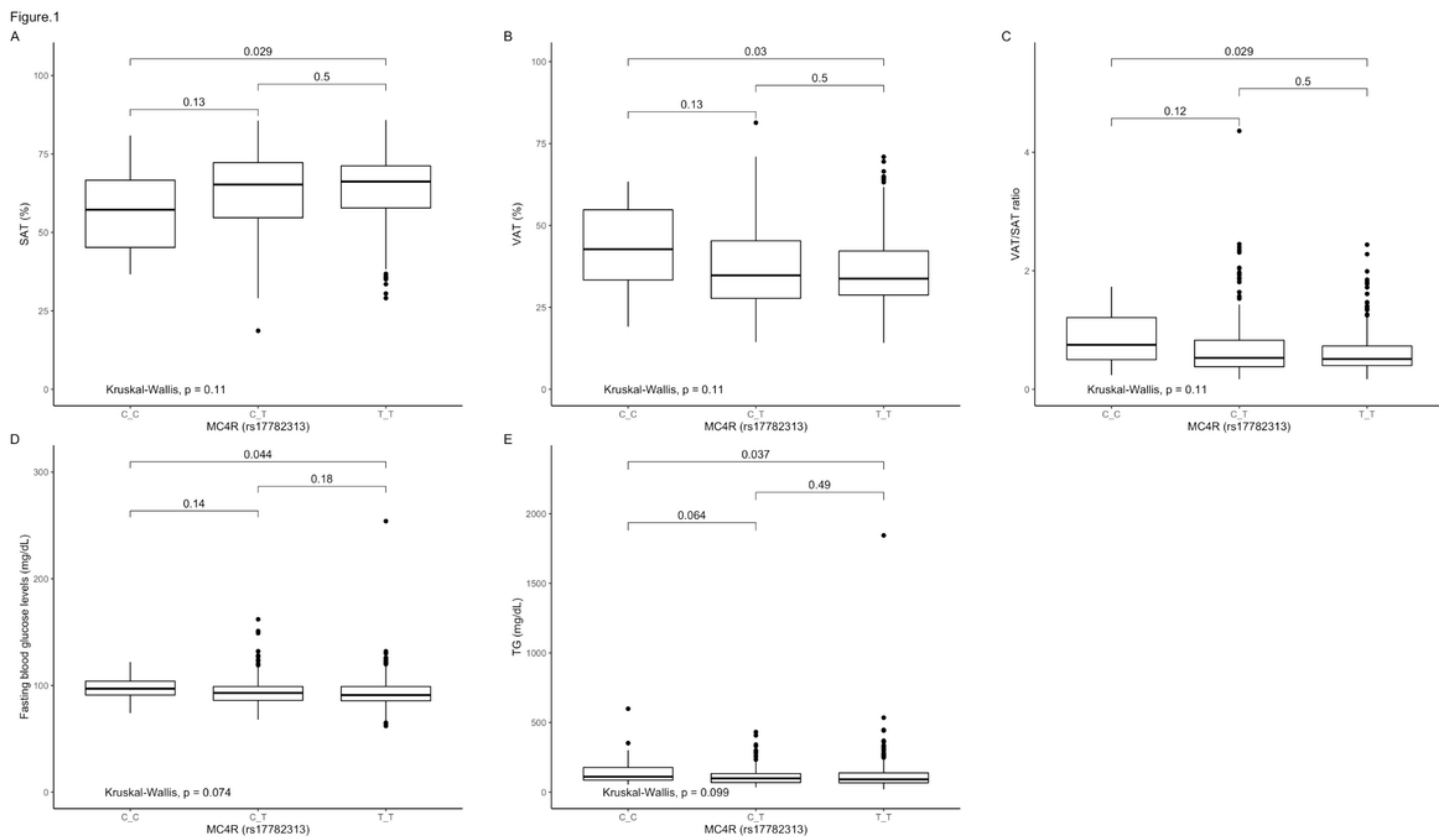 Figure.1
A
0.029
0.5
0.13
100
75
50
25
0
SAT (%)
Kruskal-Wallis, p = 0.11
C_C C_T T_T
MC4R (rs17782313)
B
0.03
0.5
0.13
100
75
50
25
0
VAT (%)
Kruskal-Wallis, p = 0.11
C_C C_T T_T
MC4R (rs17782313)
C
0.029
0.5
0.12
4
2
0
VAT/SAT ratio
Kruskal-Wallis, p = 0.11
C_C C_T T_T
MC4R (rs17782313)
D
0.044
0.18
0.14
300
200
100
0
Fasting blood glucose levels (mg/dL)
Kruskal-Wallis, p = 0.074
C_C C_T T_T
MC4R (rs17782313)
E
0.037
0.49
0.064
2000
1500
1000
500
0
TG (mg/dL)
Kruskal-Wallis, p = 0.099
C_C C_T T_T
MC4R (rs17782313)